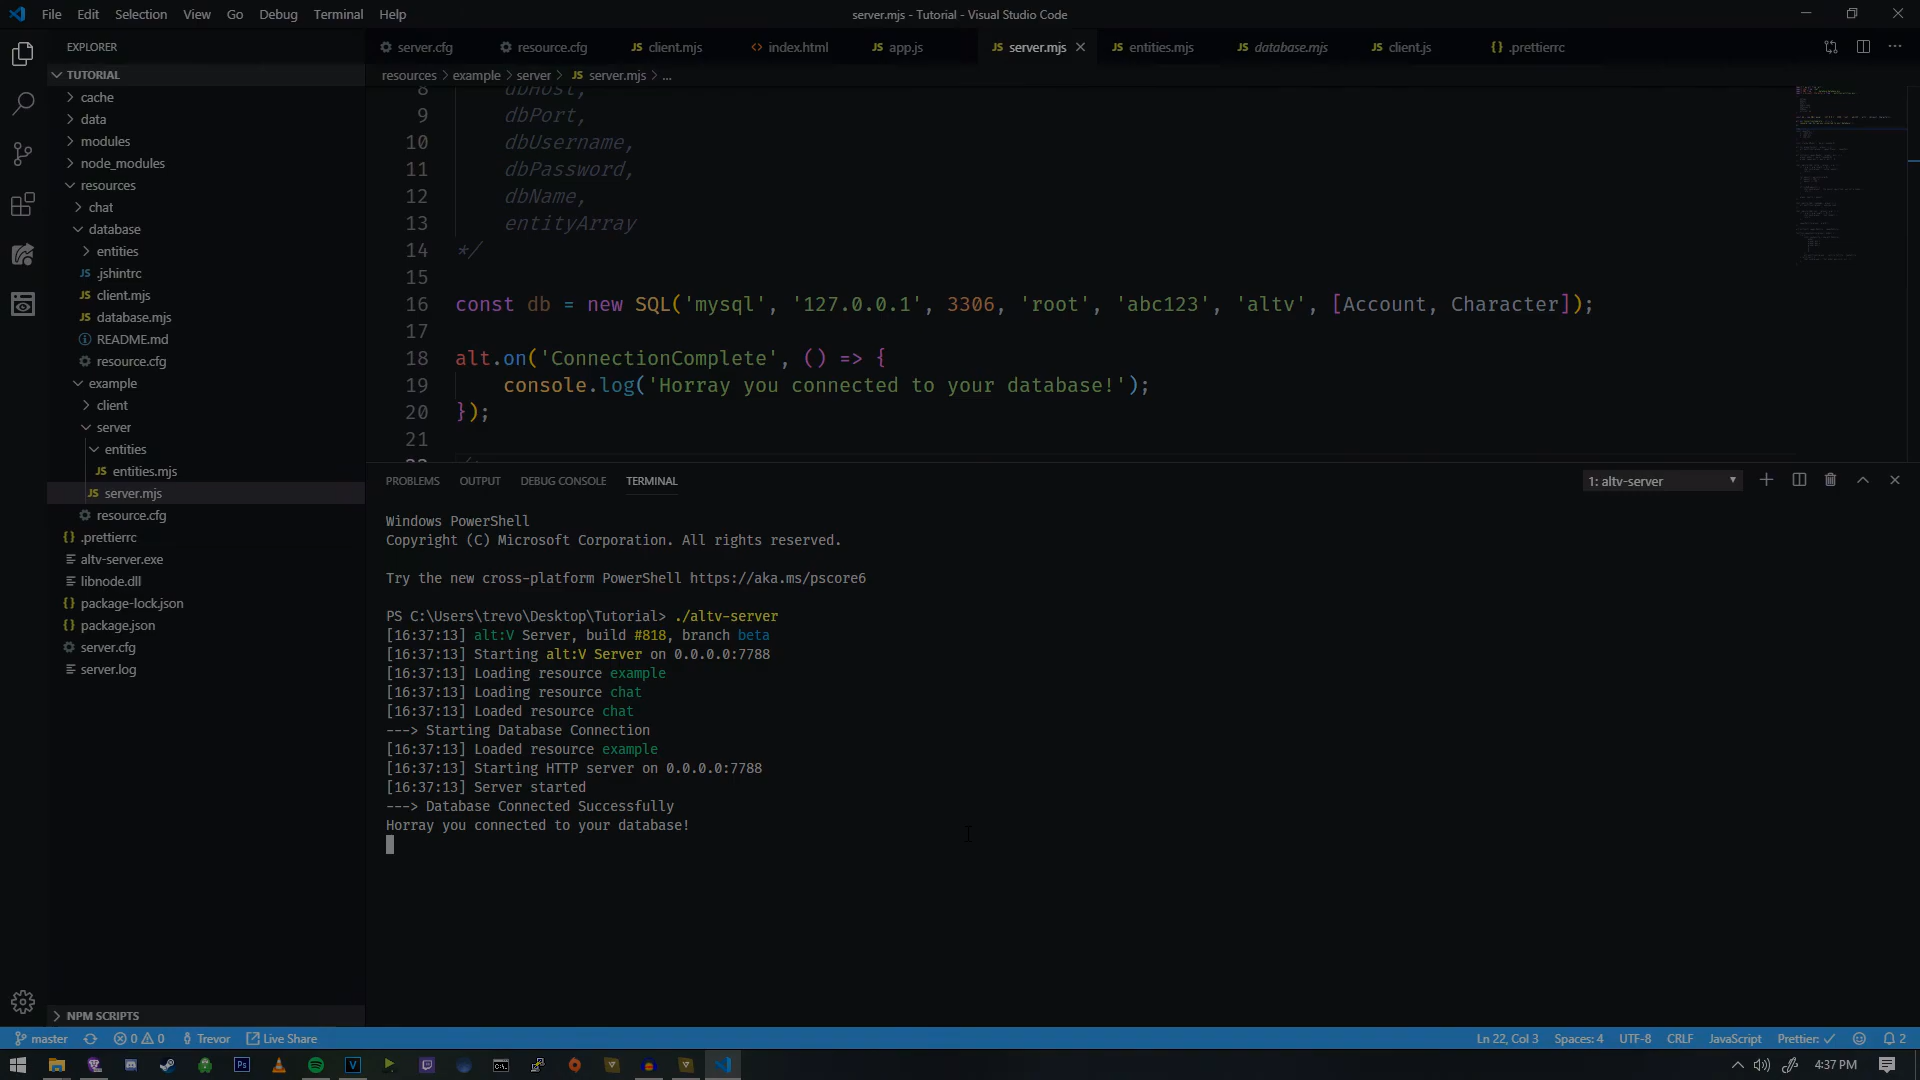 File Edit Selection View Go Debug Terminal Help
server.mjs - Tutorial - Visual Studio Code
EXPLORER
server.cfg
resource.cfg
JS client.mjs
<> index.html
JS app.js
JS server.mjs
JS entities.mjs
JS database.mjs
JS client.js
{} .prettierrc
TUTORIAL
resources > example > server > JS server.mjs > ...
cache
data
modules
node_modules
resources
chat
database
entities
JS .jshintrc
JS client.mjs
JS database.mjs
README.md
resource.cfg
example
client
server
entities
JS entities.mjs
JS server.mjs
resource.cfg
{} .prettierrc
altv-server.exe
libnode.dll
{} package-lock.json
{} package.json
server.cfg
server.log
NPM SCRIPTS
8 dbHost,
9 dbPort,
10 dbUsername,
11 dbPassword,
12 dbName,
13 entityArray
14 */
15
16 const db = new SQL('mysql', '127.0.0.1', 3306, 'root', 'abc123', 'altv', [Account, Character]);
17
18 alt.on('ConnectionComplete', () => {
19 console.log('Horray you connected to your database!');
20 });
21
PROBLEMS OUTPUT DEBUG CONSOLE TERMINAL
1: altv-server
Windows PowerShell
Copyright (C) Microsoft Corporation. All rights reserved.
Try the new cross-platform PowerShell https://aka.ms/pscore6
PS C:\Users\trevo\Desktop\Tutorial> ./altv-server
[16:37:13] alt:V Server, build #818, branch beta
[16:37:13] Starting alt:V Server on 0.0.0.0:7788
[16:37:13] Loading resource example
[16:37:13] Loading resource chat
[16:37:13] Loaded resource chat
---> Starting Database Connection
[16:37:13] Loaded resource example
[16:37:13] Starting HTTP server on 0.0.0.0:7788
[16:37:13] Server started
---> Database Connected Successfully
Horray you connected to your database!
master 0 0 Trevor Live Share
Ln 22, Col 3 Spaces: 4 UTF-8 CRLF JavaScript Prettier: ✓ 2
Ps
V
4:37 PM